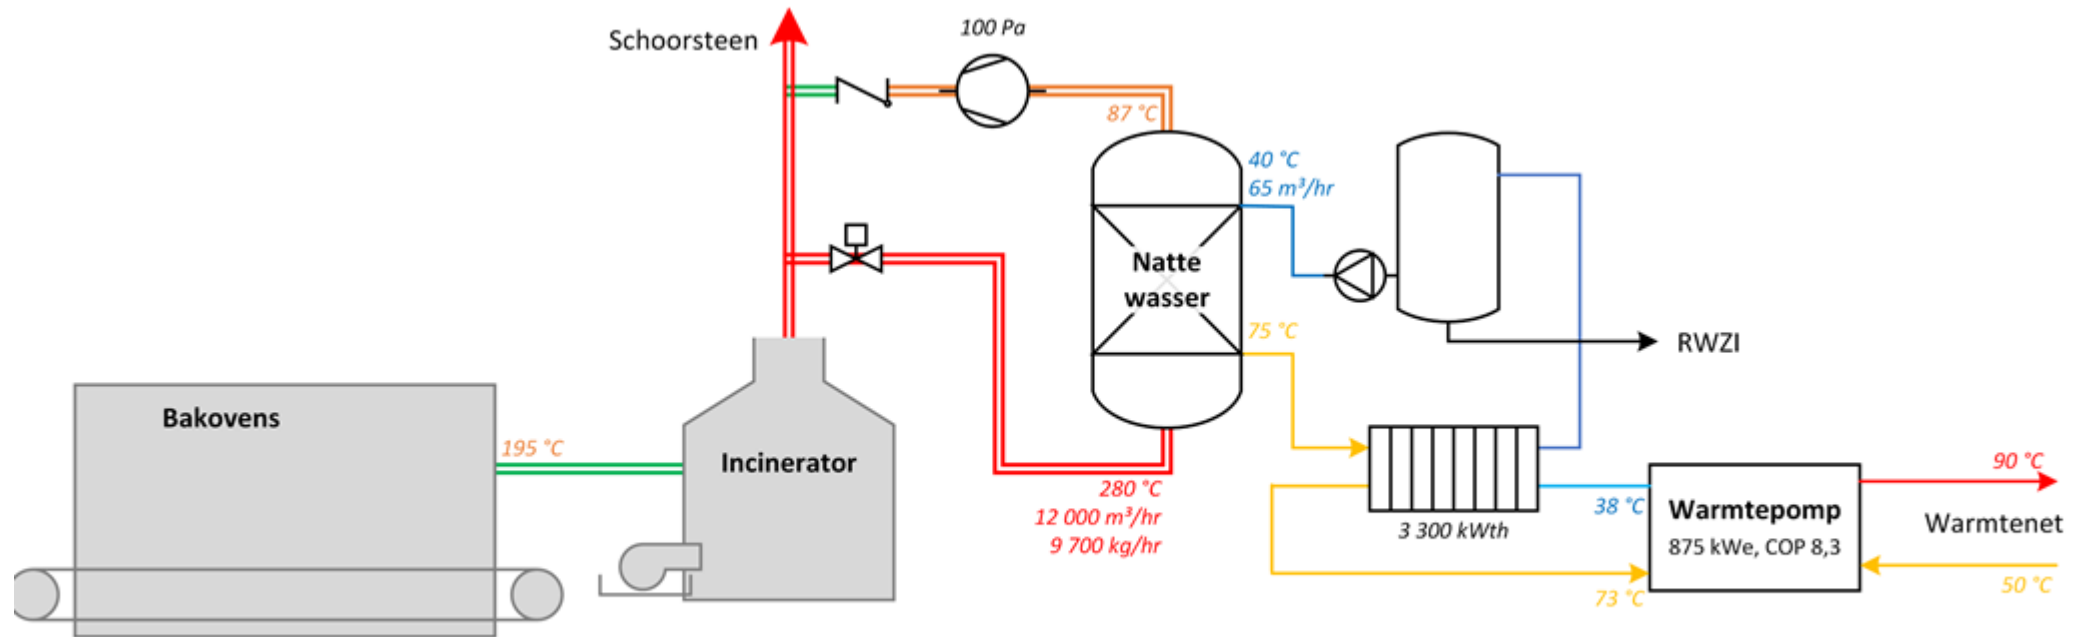 Schoorsteen
100 Pa
87 °C
40 °C
65 m³/hr
Natte
wasser
75 °C
RWZI
Bakovens
195 °C
Incinerator
280 °C
12 000 m³/hr
9 700 kg/hr
3 300 kWth
38 °C
73 °C
Warmtepomp
875 kWe, COP 8,3
90 °C
Warmtenet
50 °C